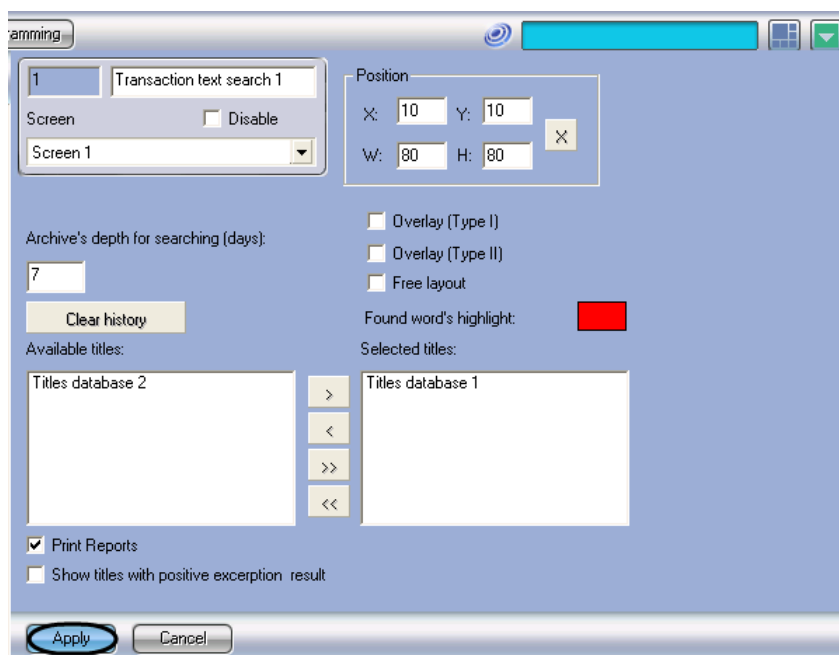 amming
1 Transaction text search 1
Screen Disable
Screen 1
Position
X: 10 Y: 10
X
W: 80 H: 80
Archive's depth for searching (days):
7
Overlay (Type I)
Overlay (Type II)
Free layout
Clear history
Found word's highlight:
Available titles:
Selected titles:
Titles database 2
Titles database 1
>
<
>>
<<
Print Reports
Show titles with positive excerption result
Apply Cancel